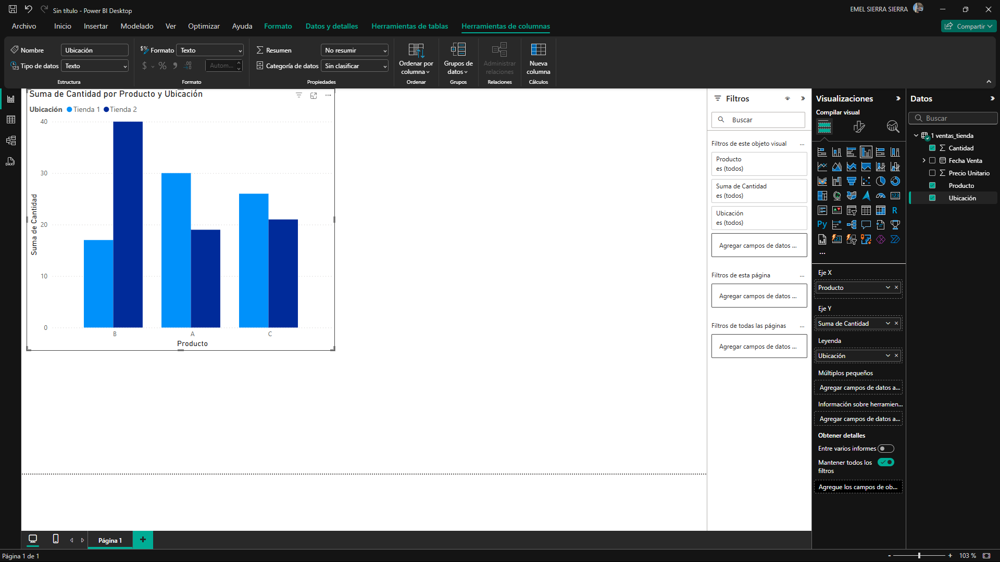 Sin título - Power BI Desktop
EMEL SIERRA SIERRA
Archivo Inicio Insertar Modelado Ver Optimizar Ayuda Formato Datos y detalles Herramientas de tablas Herramientas de columnas
Compartir
Nombre Ubicación
Tipo de datos Texto
Estructura
Formato Texto
$ % Autom...
Formato
Resumen No resumir
Categoría de datos Sin clasificar
Propiedades
Ordenar por
columna
Ordenar
Grupos de
datos
Grupos
Administrar
relaciones
Relaciones
Nueva
columna
Cálculos
Suma de Cantidad por Producto y Ubicación
Ubicación Tienda 1 Tienda 2
40
30
20
10
0
Suma de Cantidad
B A C
Producto
Filtros
Buscar
Filtros de este objeto visual ...
Producto
es (todos)
Suma de Cantidad
es (todos)
Ubicación
es (todos)
Agregar campos de datos ...
Filtros de esta página ...
Agregar campos de datos ...
Filtros de todas las páginas ...
Agregar campos de datos ...
Visualizaciones
Compilar visual
R
Py
...
Eje X
Producto
Eje Y
Suma de Cantidad
Leyenda
Ubicación
Múltiplos pequeños
Agregar campos de datos a...
Información sobre herramien...
Agregar campos de datos a...
Obtener detalles
Entre varios informes
Mantener todos los
filtros
Agregue los campos de ob...
Datos
Buscar
1 ventas_tienda
Cantidad
Fecha Venta
Precio Unitario
Producto
Ubicación
Página 1
Página 1 de 1
- + 103 %